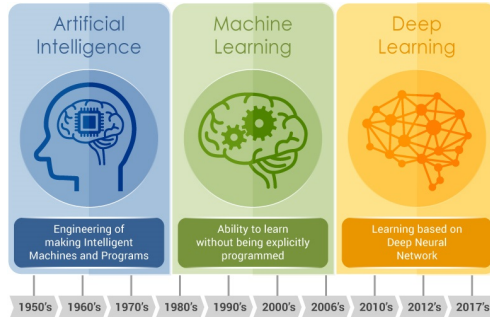 Artificial
Intelligence
Machine
Learning
Deep
Learning
Engineering of
making Intelligent
Machines and Programs
Ability to learn
without being explicitly
programmed
Learning based on
Deep Neural
Network
1950's 1960's 1970's 1980's 1990's 2000's 2006's 2010's 2012's 2017's